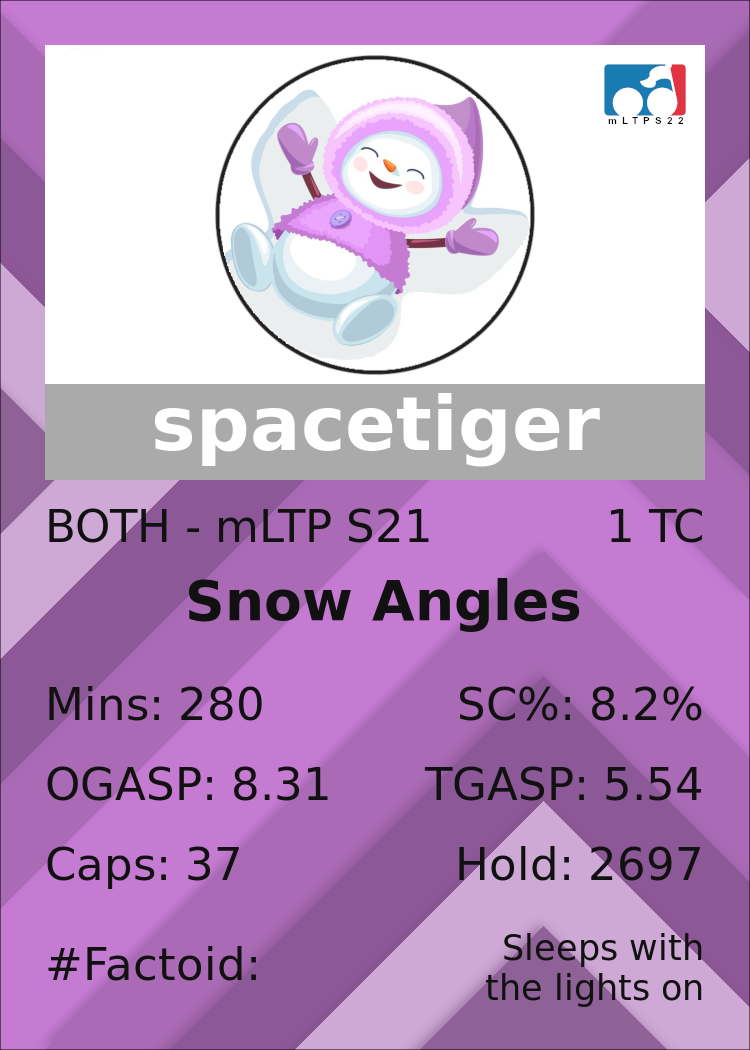 mLTPS22
spacetiger
BOTH - mLTP S21 1 TC
Snow Angles
Mins: 280 SC%: 8.2%
OGASP: 8.31 TGASP: 5.54
Caps: 37 Hold: 2697
#Factoid: Sleeps with
the lights on